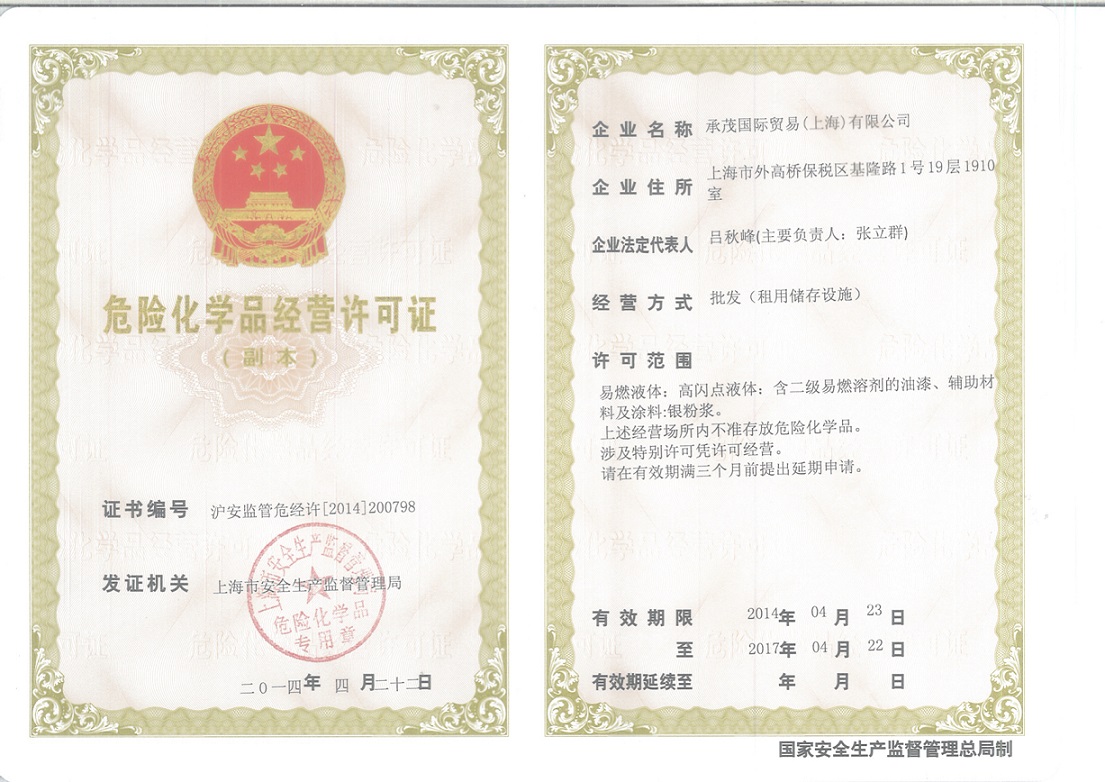 危险化学品经营许可证
(副本)
证书编号 沪安监管危经许[2014]200798
发证机关 上海市安全生产监督管理局
危险化学品
专用章
二〇一四年 四 月二十二日
企业名称 承茂国际贸易(上海)有限公司
企业住所 上海市外高桥保税区基隆路1号19层1910
室
企业法定代表人 吕秋峰(主要负责人：张立群)
经营方式 批发（租用储存设施）
许可范围
易燃液体：高闪点液体：含二级易燃溶剂的油漆、辅助材
料及涂料:银粉浆。
上述经营场所内不准存放危险化学品。
涉及特别许可凭许可经营。
请在有效期满三个月前提出延期申请。
有效期限 2014年 04 月 23 日
至 2017年 04 月 22 日
有效期延续至 年 月 日
国家安全生产监督管理总局制